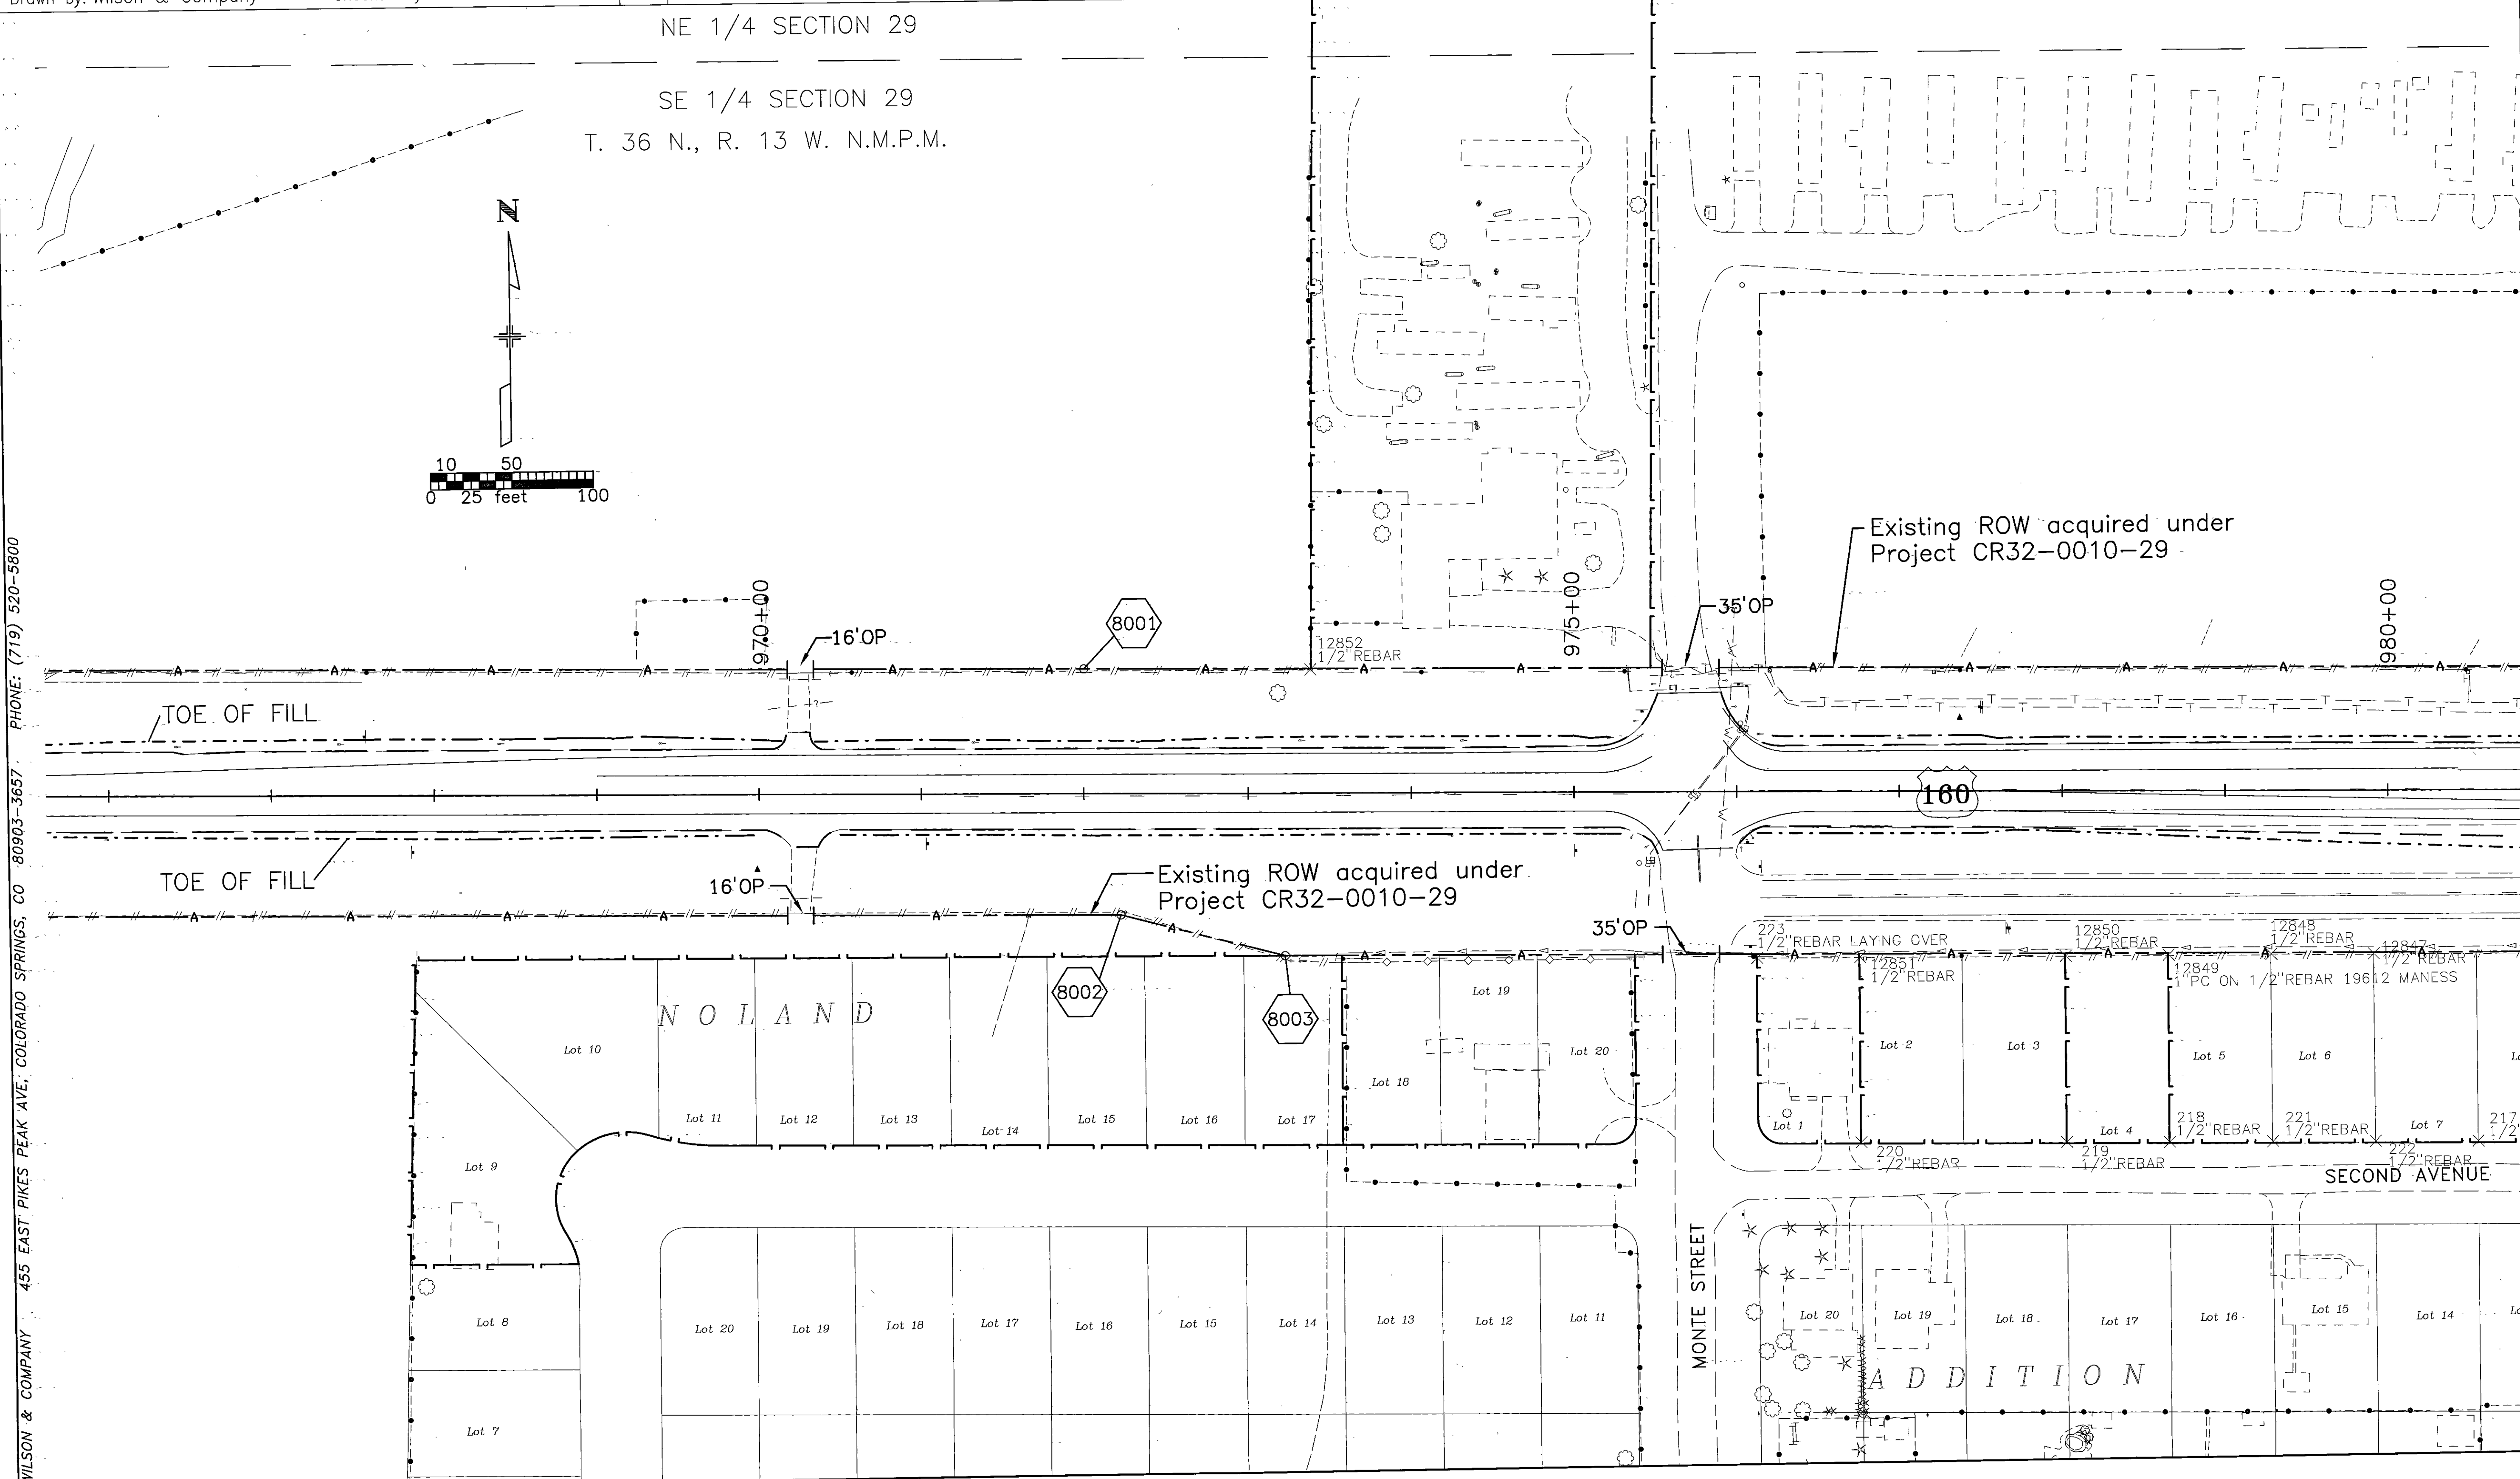 Drawn by: Wilson & Company
NE 1/4 SECTION 29
SE 1/4 SECTION 29
T. 36 N., R. 13 W. N.M.P.M.
N
10 50
0 25 feet 100
PHONE: (719) 520-5800
WILSON & COMPANY 455 EAST PIKES PEAK AVE, COLORADO SPRINGS, CO 80903-3657
Existing ROW acquired under
Project CR32-0010-29
970+00
975+00
980+00
16'OP
8001
35'OP
12852
1/2"REBAR
A A A A A A A A A A A A A A
TOE OF FILL
160
TOE OF FILL
16'OP
Existing ROW acquired under
Project CR32-0010-29
35'OP
A A A A A A A A A A A
223
1/2"REBAR LAYING OVER
12850
1/2"REBAR
12848
1/2"REBAR
12847
1/2"REBAR
12851
1/2"REBAR
12849
1"PC ON 1/2"REBAR 19612 MANESS
8002
8003
NOLAND
Lot 10
Lot 11
Lot 12
Lot 13
Lot 14
Lot 15
Lot 16
Lot 17
Lot 18
Lot 19
Lot 20
Lot 1
Lot 2
Lot 3
Lot 4
Lot 5
Lot 6
Lot 7
218
1/2"REBAR
221
1/2"REBAR
217
220
1/2"REBAR
219
1/2"REBAR
222
1/2"REBAR
SECOND AVENUE
Lot 9
Lot 8
Lot 7
Lot 20
Lot 19
Lot 18
Lot 17
Lot 16
Lot 15
Lot 14
Lot 13
Lot 12
Lot 11
MONTE STREET
Lot 20
Lot 19
Lot 18
Lot 17
Lot 16
Lot 15
Lot 14
ADDITION